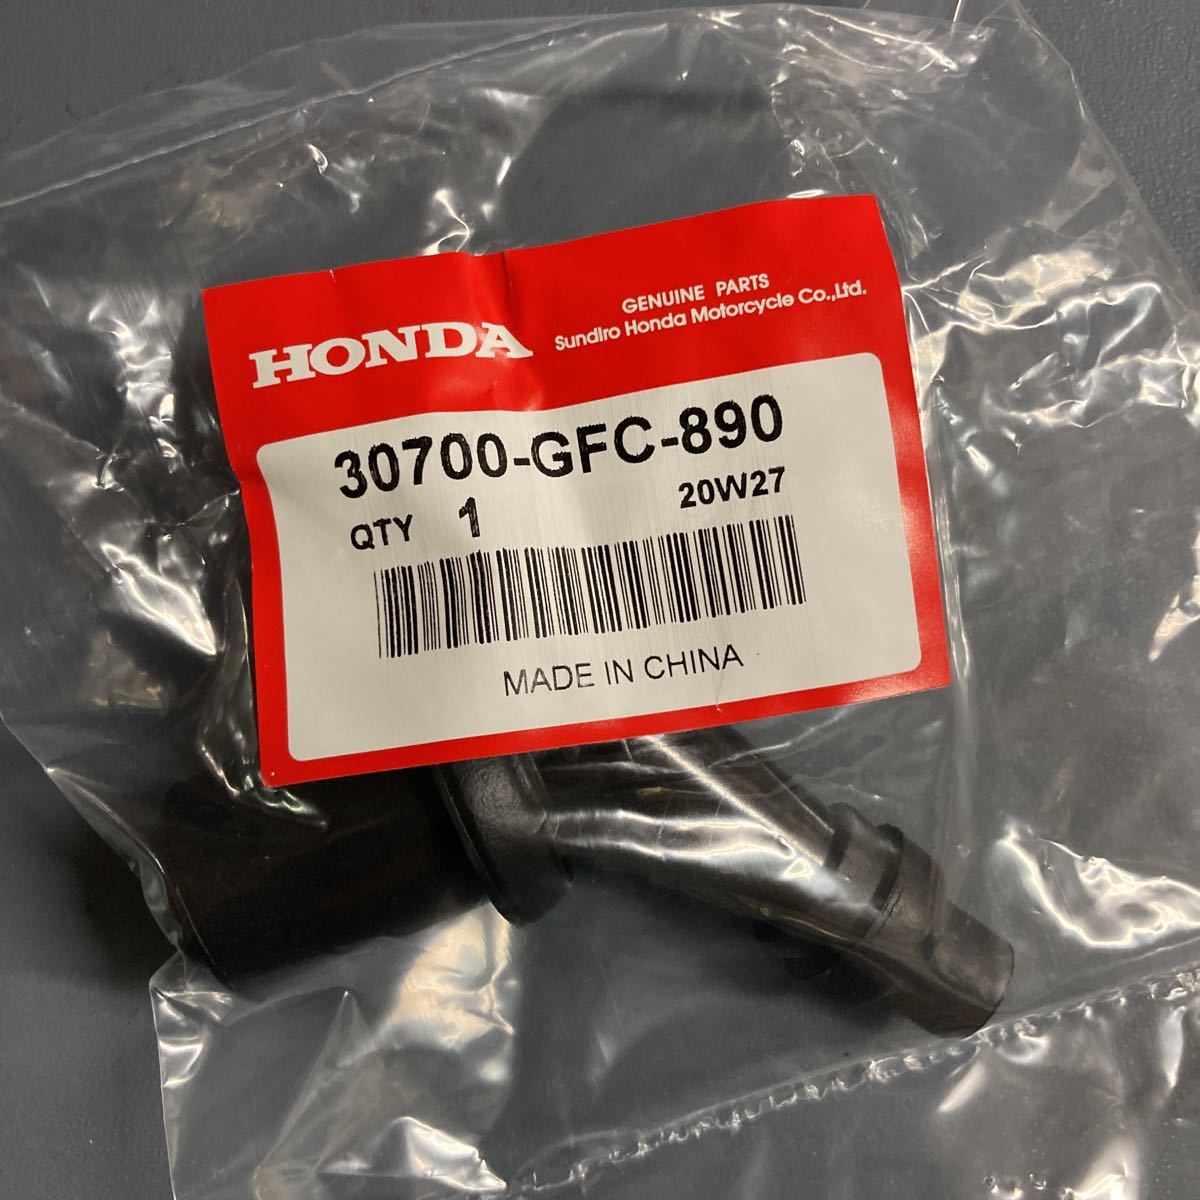 HONDA
GENUINE PARTS
Sundiro Honda Motorcycle Co.,Ltd.
30700-GFC-890
QTY 1 20W27
MADE IN CHINA